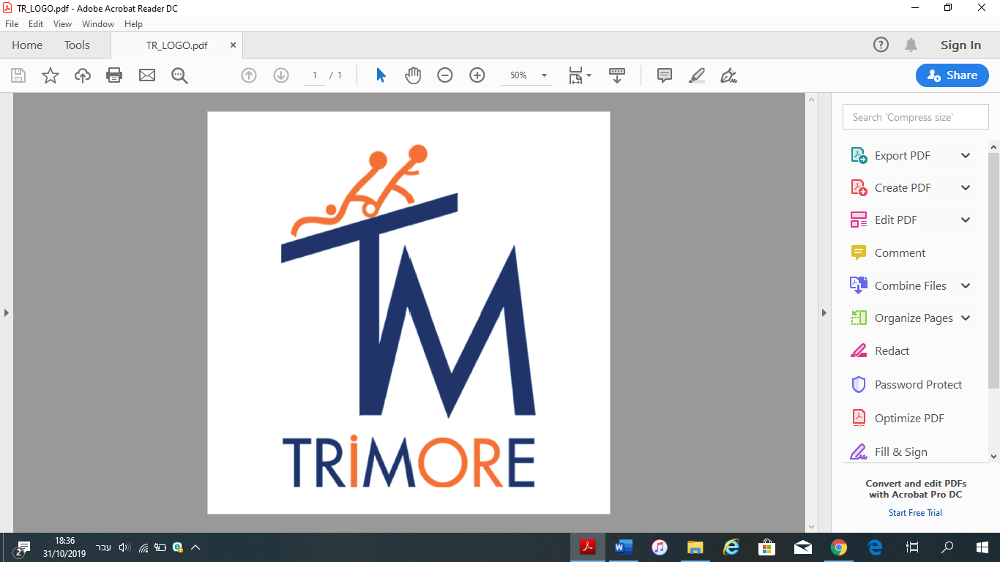 TR_LOGO.pdf - Adobe Acrobat Reader DC
File Edit View Window Help
Home Tools TR_LOGO.pdf × Sign In
1 / 1 50% Share
Search 'Compress size'
Export PDF
Create PDF
Edit PDF
Comment
Combine Files
Organize Pages
Redact
Password Protect
Optimize PDF
Fill & Sign
Convert and edit PDFs
with Acrobat Pro DC
Start Free Trial
TM
TRiMORE
2 18:36 עבר
31/10/2019